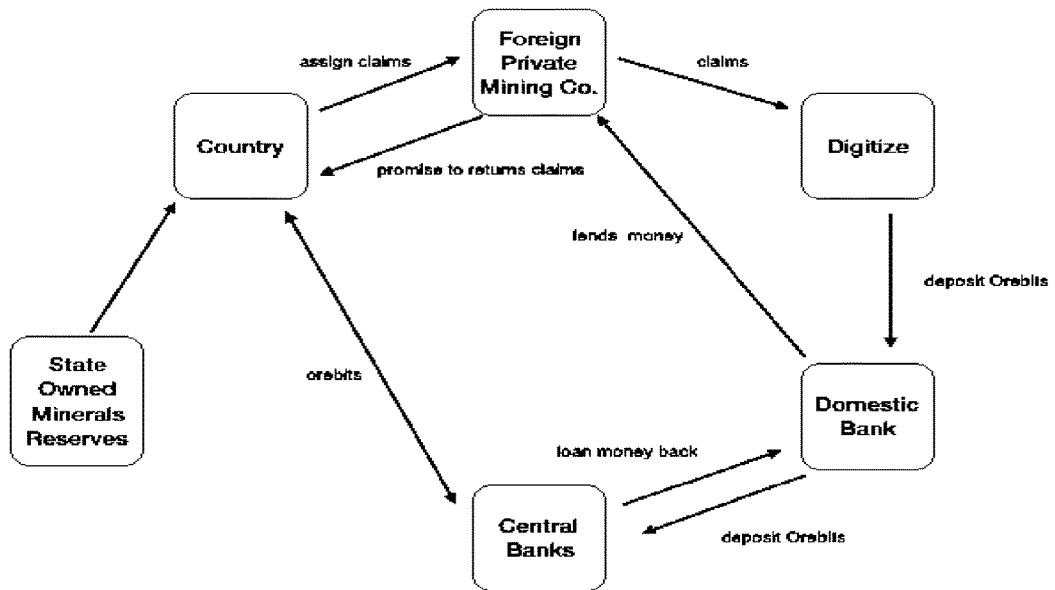 Foreign
Private
Mining Co.
assign claims
claims
Country
Digitize
promise to returns claims
lends money
deposit Orebits
State
Owned
Minerals
Reserves
orebits
Domestic
Bank
loan money back
Central
Banks
deposit Orebits